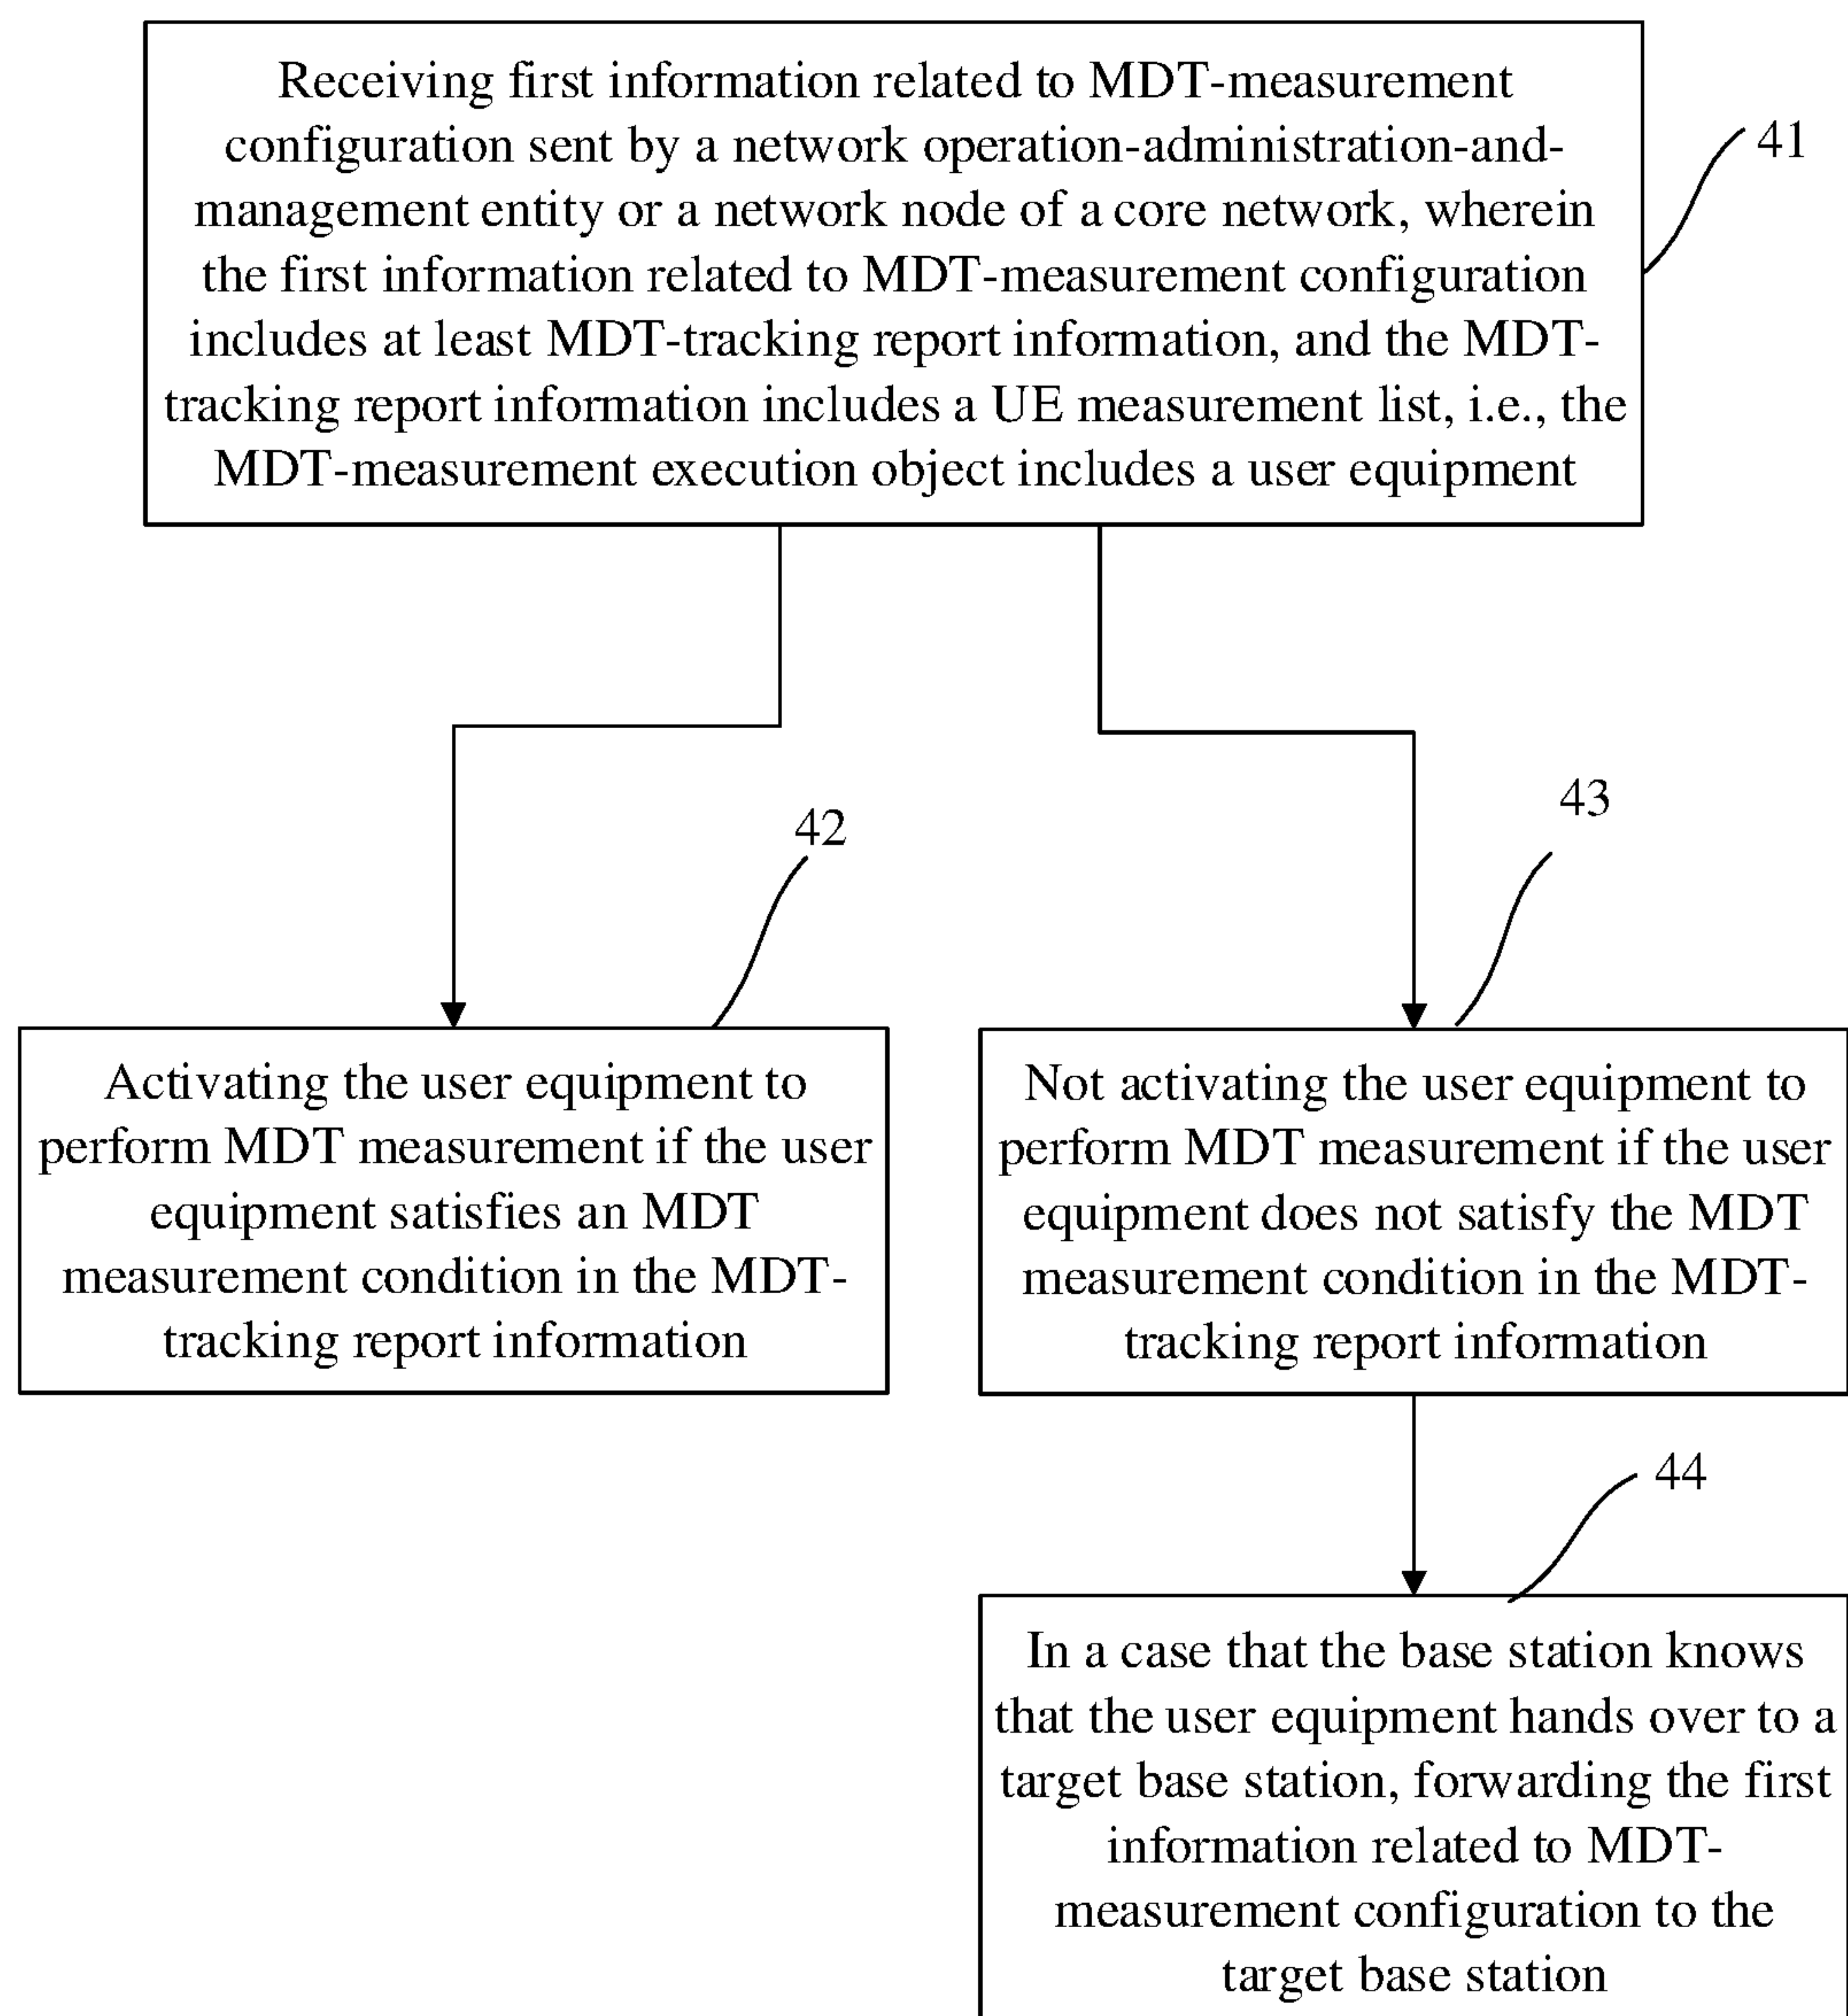 Receiving first information related to MDT-measurement
configuration sent by a network operation-administration-and-
management entity or a network node of a core network, wherein
the first information related to MDT-measurement configuration
includes at least MDT-tracking report information, and the MDT-
tracking report information includes a UE measurement list, i.e., the
MDT-measurement execution object includes a user equipment
41
42
Activating the user equipment to
perform MDT measurement if the user
equipment satisfies an MDT
measurement condition in the MDT-
tracking report information
43
Not activating the user equipment to
perform MDT measurement if the user
equipment does not satisfy the MDT
measurement condition in the MDT-
tracking report information
44
In a case that the base station knows
that the user equipment hands over to a
target base station, forwarding the first
information related to MDT-
measurement configuration to the
target base station